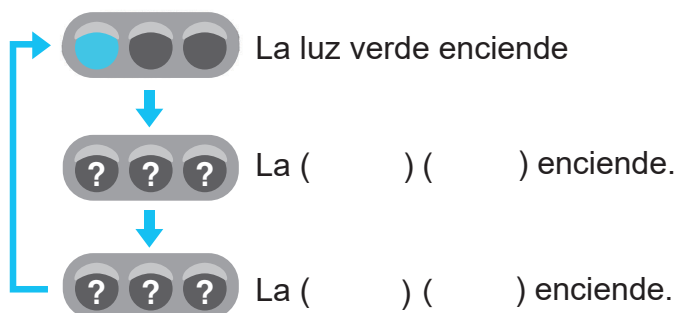 La luz verde enciende
? ? ? La (     ) (     ) enciende.
? ? ? La (     ) (     ) enciende.